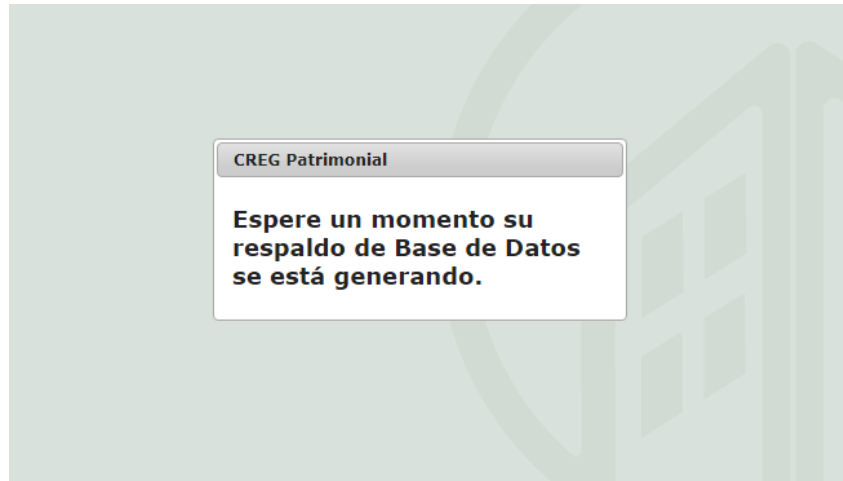 CREG Patrimonial
Espere un momento su
respaldo de Base de Datos
se está generando.